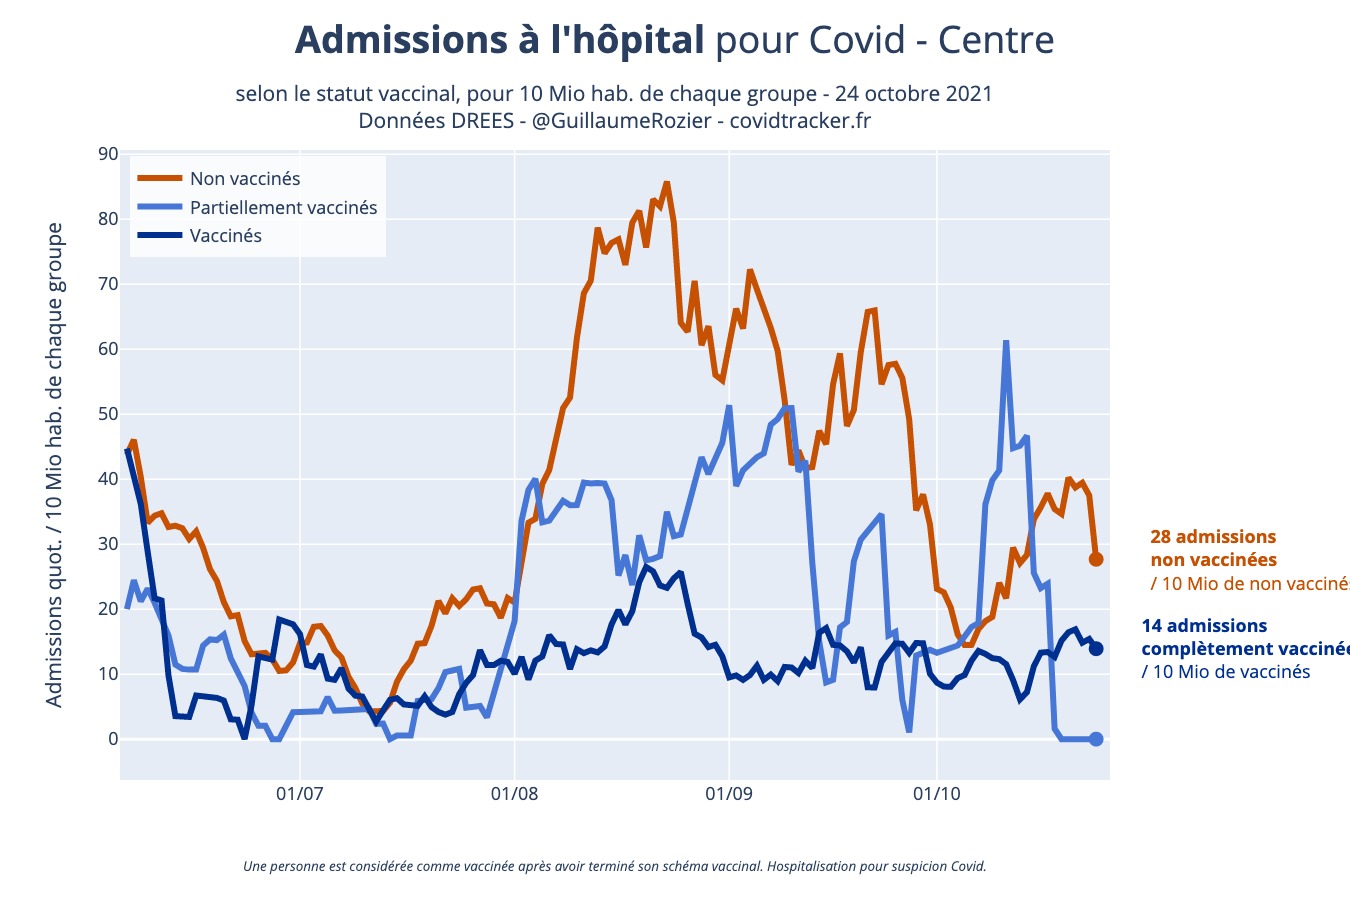 Admissions à l'hôpital pour Covid - Centre
selon le statut vaccinal, pour 10 Mio hab. de chaque groupe - 24 octobre 2021
Données DREES - @GuillaumeRozier - covidtracker.fr
Admissions quot. / 10 Mio hab. de chaque groupe
90
80
70
60
50
40
30
20
10
0
Non vaccinés
Partiellement vaccinés
Vaccinés
28 admissions
non vaccinées
/ 10 Mio de non vaccinés
14 admissions
complètement vacciné
/ 10 Mio de vaccinés
01/07
01/08
01/09
01/10
Une personne est considérée comme vaccinée après avoir terminé son schéma vaccinal. Hospitalisation pour suspicion Covid.